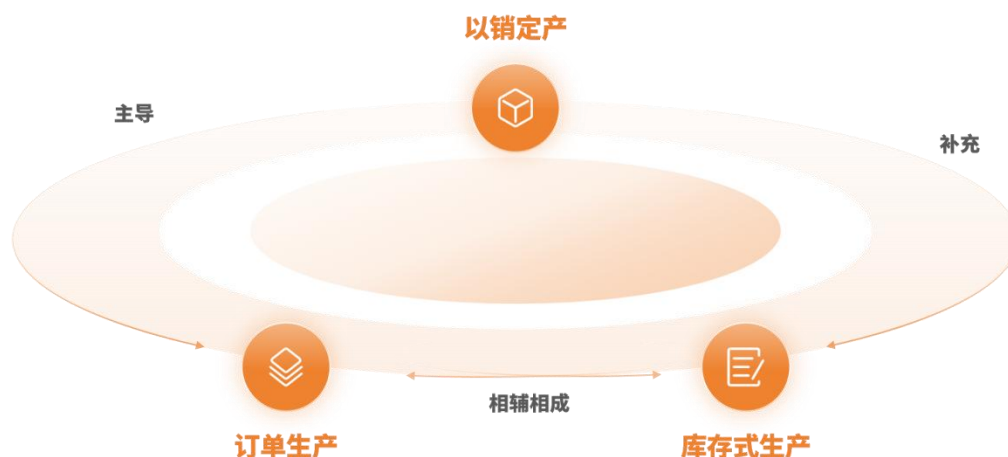 以销定产
主导
补充
相辅相成
订单生产
库存式生产